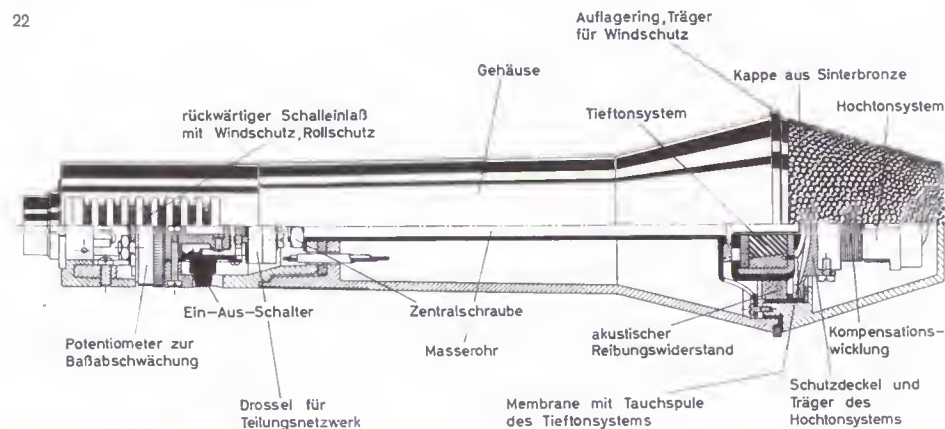 22
Auflagering, Träger
für Windschutz
Gehäuse
Kappe aus Sinterbronze
rückwärtiger Schalleinlaß
mit Windschutz, Rollschutz
Tieftonsystem
Hochtonsystem
Ein-Aus-Schalter
Zentralschraube
Potentiometer zur
Baßabschwächung
Masserohr
akustischer
Reibungswiderstand
Kompensations-
wicklung
Drossel für
Teilungsnetzwerk
Membrane mit Tauchspule
des Tieftonsystems
Schutzdeckel und
Träger des
Hochtonsystems